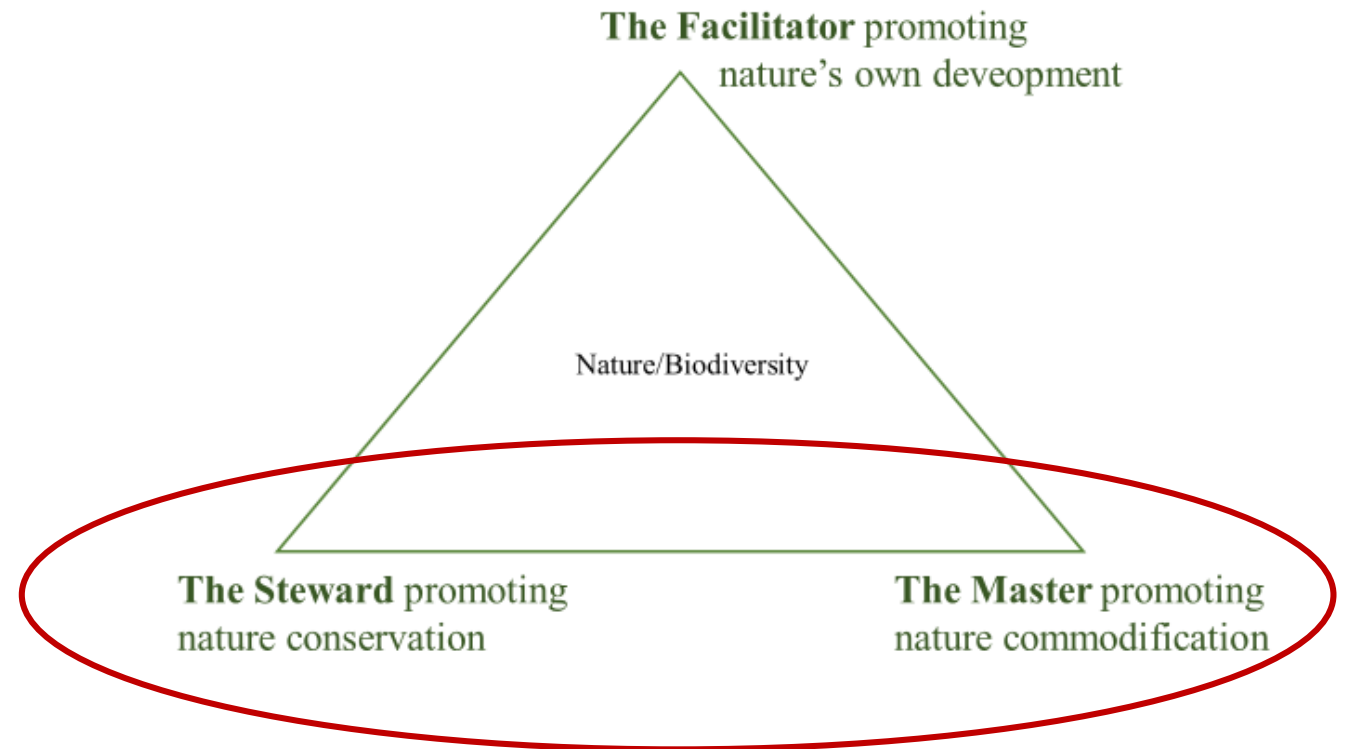 The Facilitator promoting
nature’s own deveopment
Nature/Biodiversity
The Steward promoting
nature conservation
The Master promoting
nature commodification